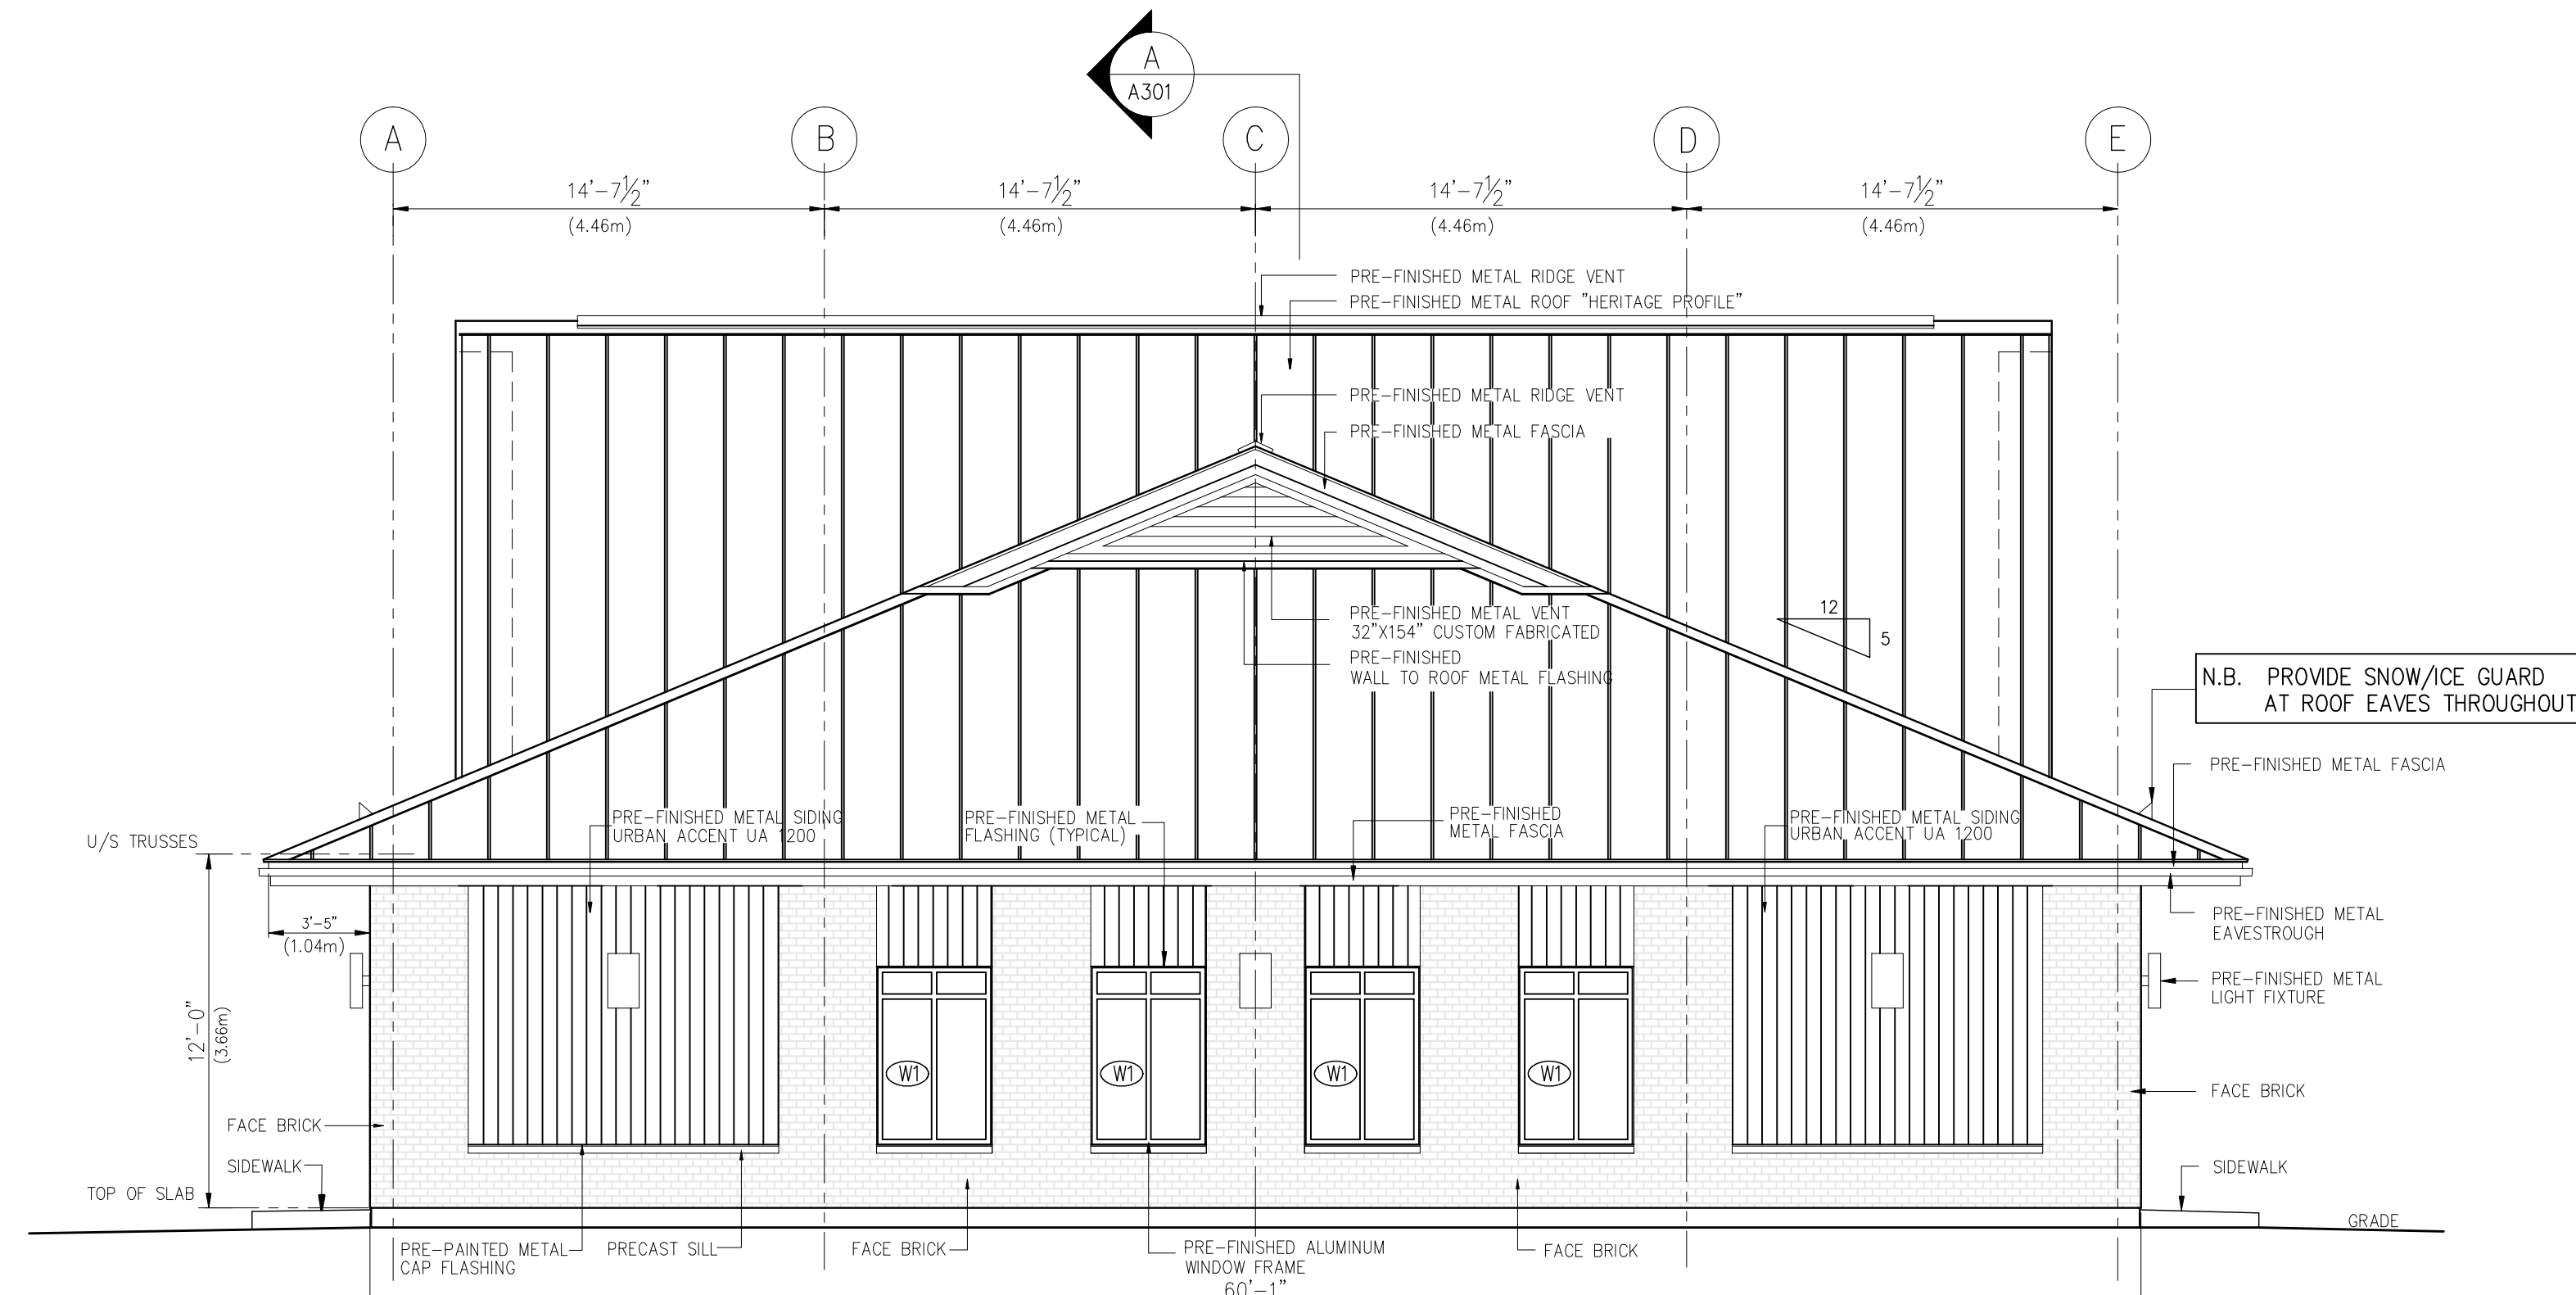 A
A301
A
B
C
D
E
14'-7½"
14'-7½"
14'-7½"
14'-7½"
(4.46m)
(4.46m)
(4.46m)
(4.46m)
PRE-FINISHED METAL RIDGE VENT
PRE-FINISHED METAL ROOF "HERITAGE PROFILE"
PRE-FINISHED METAL RIDGE VENT
PRE-FINISHED METAL FASCIA
PRE-FINISHED METAL VENT
32"X154" CUSTOM FABRICATED
PRE-FINISHED
WALL TO ROOF METAL FLASHING
12
5
N.B. PROVIDE SNOW/ICE GUARD
AT ROOF EAVES THROUGHOUT
PRE-FINISHED METAL FASCIA
U/S TRUSSES
PRE-FINISHED METAL SIDING
URBAN ACCENT UA 1200
PRE-FINISHED METAL
FLASHING (TYPICAL)
PRE-FINISHED
METAL FASCIA
PRE-FINISHED METAL SIDING
URBAN ACCENT UA 1200
3'-5"
(1.04m)
PRE-FINISHED METAL
EAVESTROUGH
PRE-FINISHED METAL
LIGHT FIXTURE
12'-0"
(3.66m)
W1
W1
W1
W1
FACE BRICK
FACE BRICK
SIDEWALK
SIDEWALK
TOP OF SLAB
GRADE
PRE-PAINTED METAL
CAP FLASHING
PRECAST SILL
FACE BRICK
PRE-FINISHED ALUMINUM
WINDOW FRAME
FACE BRICK
60'-1"